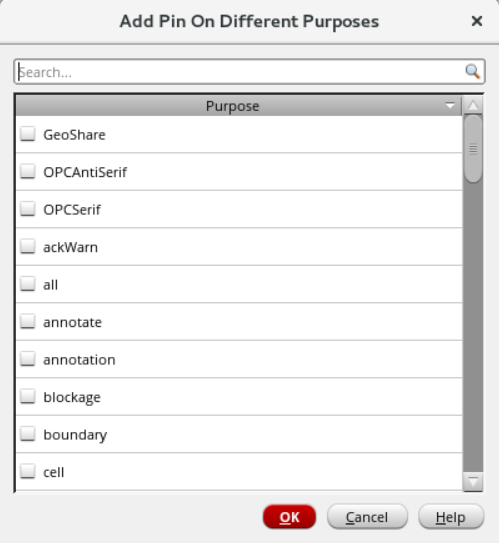 Add Pin On Different Purposes
Search...
Purpose
GeoShare
OPCAntiSerif
OPCSerif
ackWarn
all
annotate
annotation
blockage
boundary
cell
OK Cancel Help